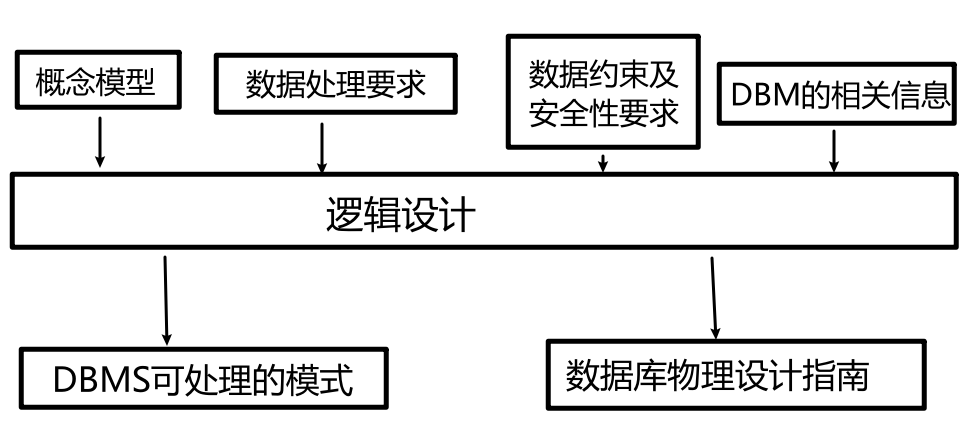 概念模型
数据处理要求
数据约束及
安全性要求
DBM的相关信息
逻辑设计
DBMS可处理的模式
数据库物理设计指南